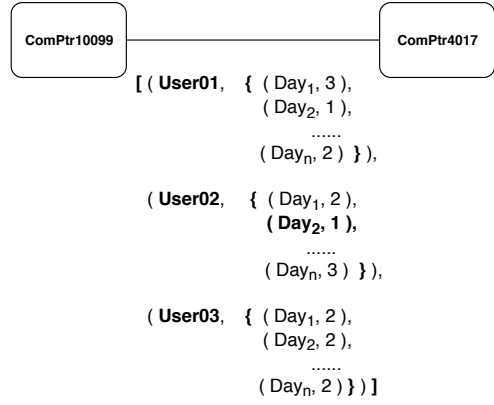 ComPtr10099 ComPtr4017
[ ( User01, { ( Day1, 3 ),
( Day2, 1 ),
......
( Dayn, 2 ) } ),
( User02, { ( Day1, 2 ),
( Day2, 1 ),
......
( Dayn, 3 ) } ),
( User03, { ( Day1, 2 ),
( Day2, 2 ),
......
( Dayn, 2 ) } ) ]